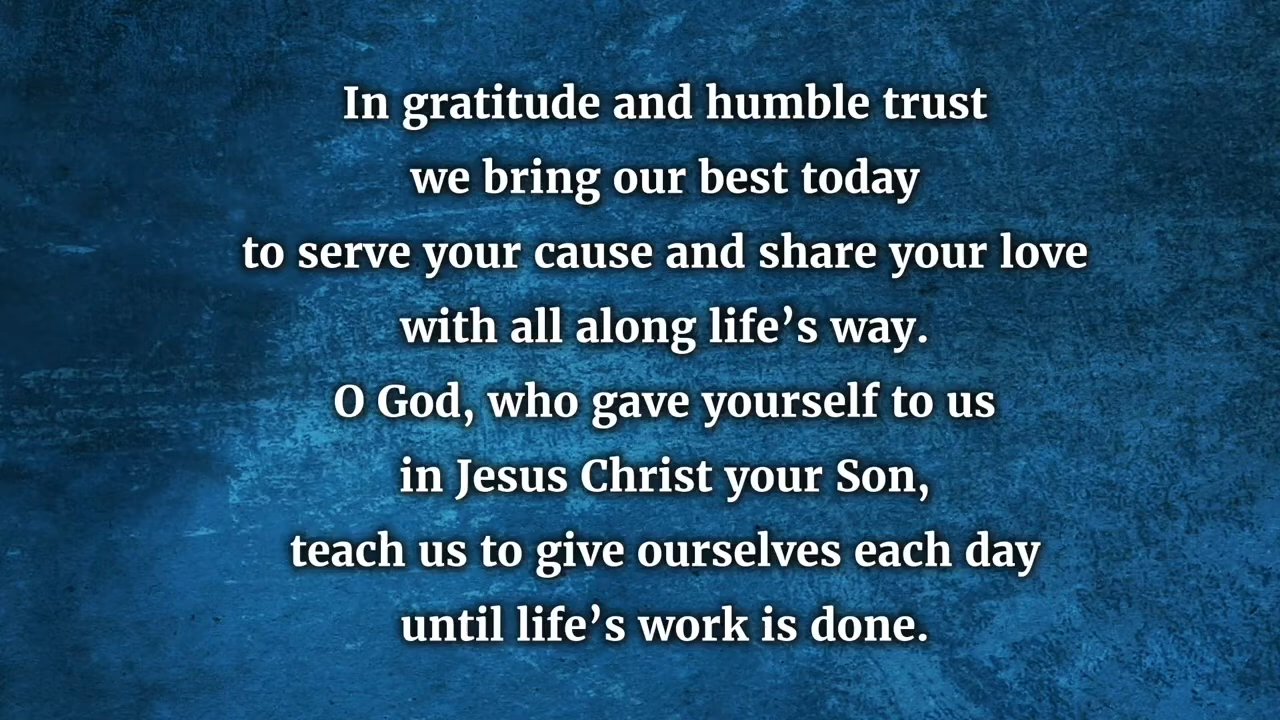 In gratitude and humble trust
we bring our best today
to serve your cause and share your love
with all along life’s way.
O God, who gave yourself to us
in Jesus Christ your Son,
teach us to give ourselves each day
until life’s work is done.